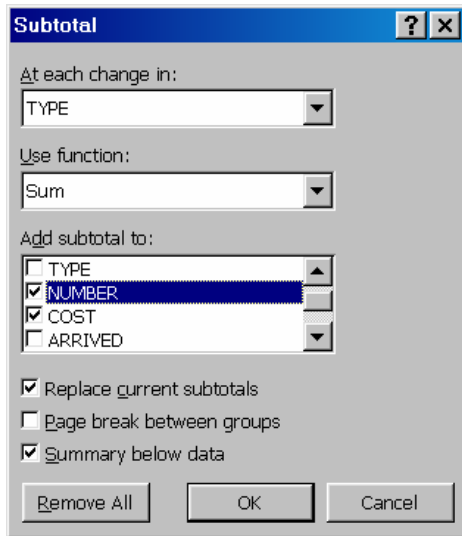 Subtotal ?
At each change in:
TYPE
Use function:
Sum
Add subtotal to:
TYPE
NUMBER
COST
ARRIVED
Replace current subtotals
Page break between groups
Summary below data
Remove All OK Cancel